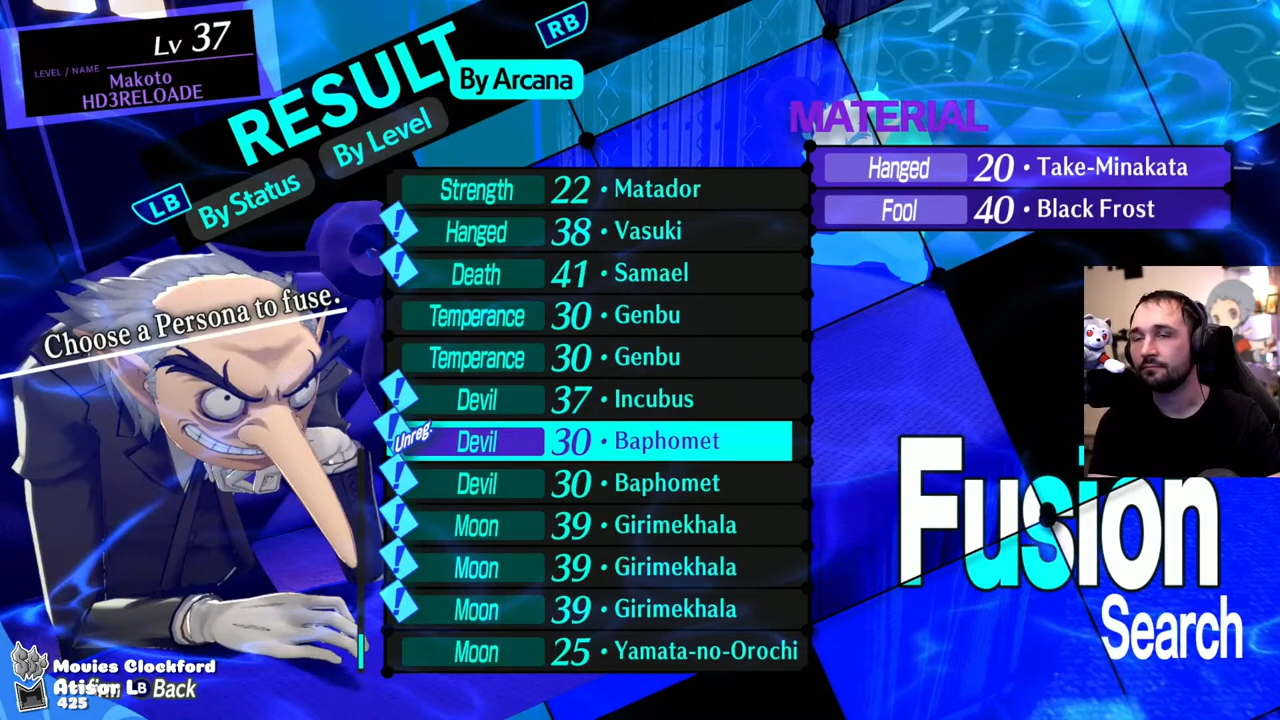 Lv 37
LEVEL / NAME
Makoto
HD3RELOADE
RB
RESULT
By Arcana
By Level
LB
By Status
MATERIAL
Hanged 20 • Take-Minakata
Fool 40 • Black Frost
Choose a Persona to fuse.
Strength 22 • Matador
! Hanged 38 • Vasuki
! Death 41 • Samael
Temperance 30 • Genbu
Temperance 30 • Genbu
! Devil 37 • Incubus
! Unreg. Devil 30 • Baphomet
! Devil 30 • Baphomet
! Moon 39 • Girimekhala
! Moon 39 • Girimekhala
! Moon 39 • Girimekhala
Moon 25 • Yamata-no-Orochi
Fusion
Search
Movies Clockford
LB
Back
425